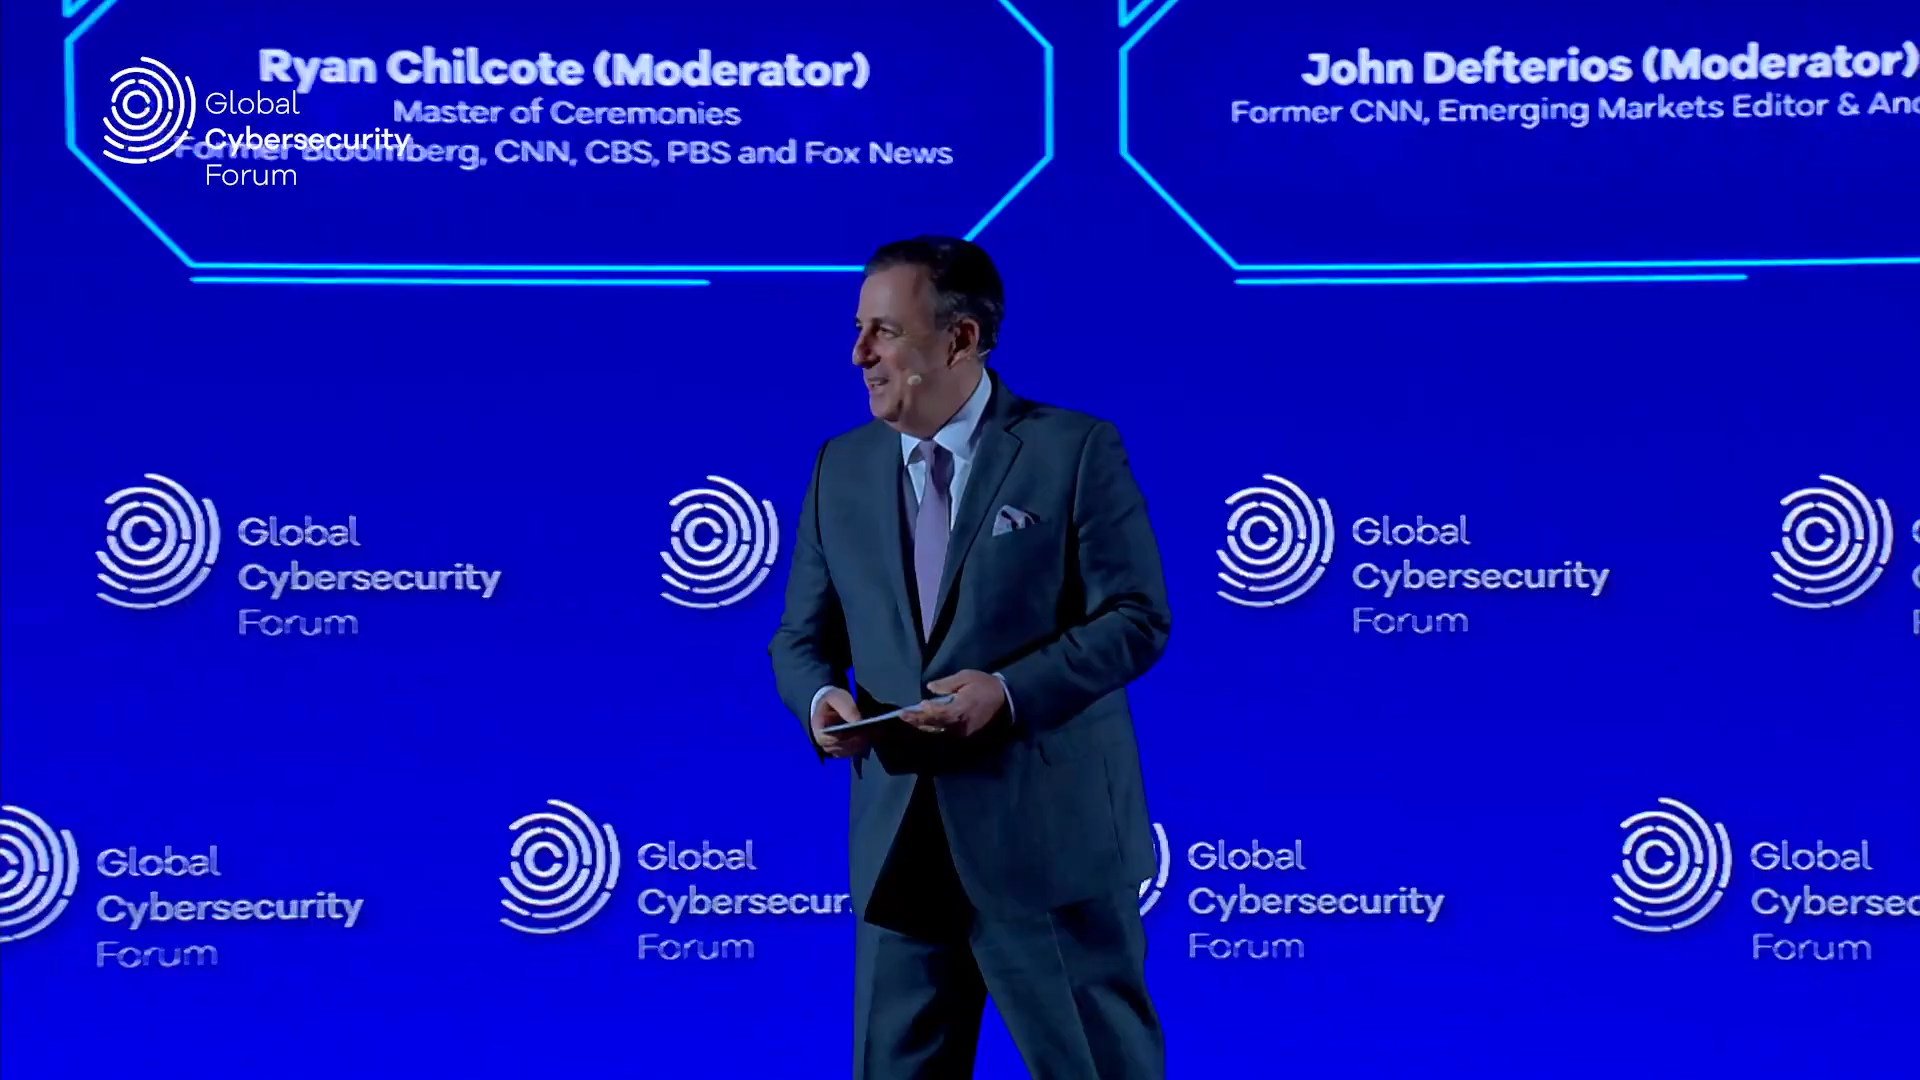 Ryan Chilcote (Moderator)
Master of Ceremonies
Former Bloomberg, CNN, CBS, PBS and Fox News
John Defterios (Moderator)
Former CNN, Emerging Markets Editor &
Global
Cybersecurity
Forum
Global
Cybersecurity
Forum
Global
Cybersecurity
Forum
Global
Cybersecurity
Forum
Global
Forum
Global
Cybersecurity
Forum
Global
Forum